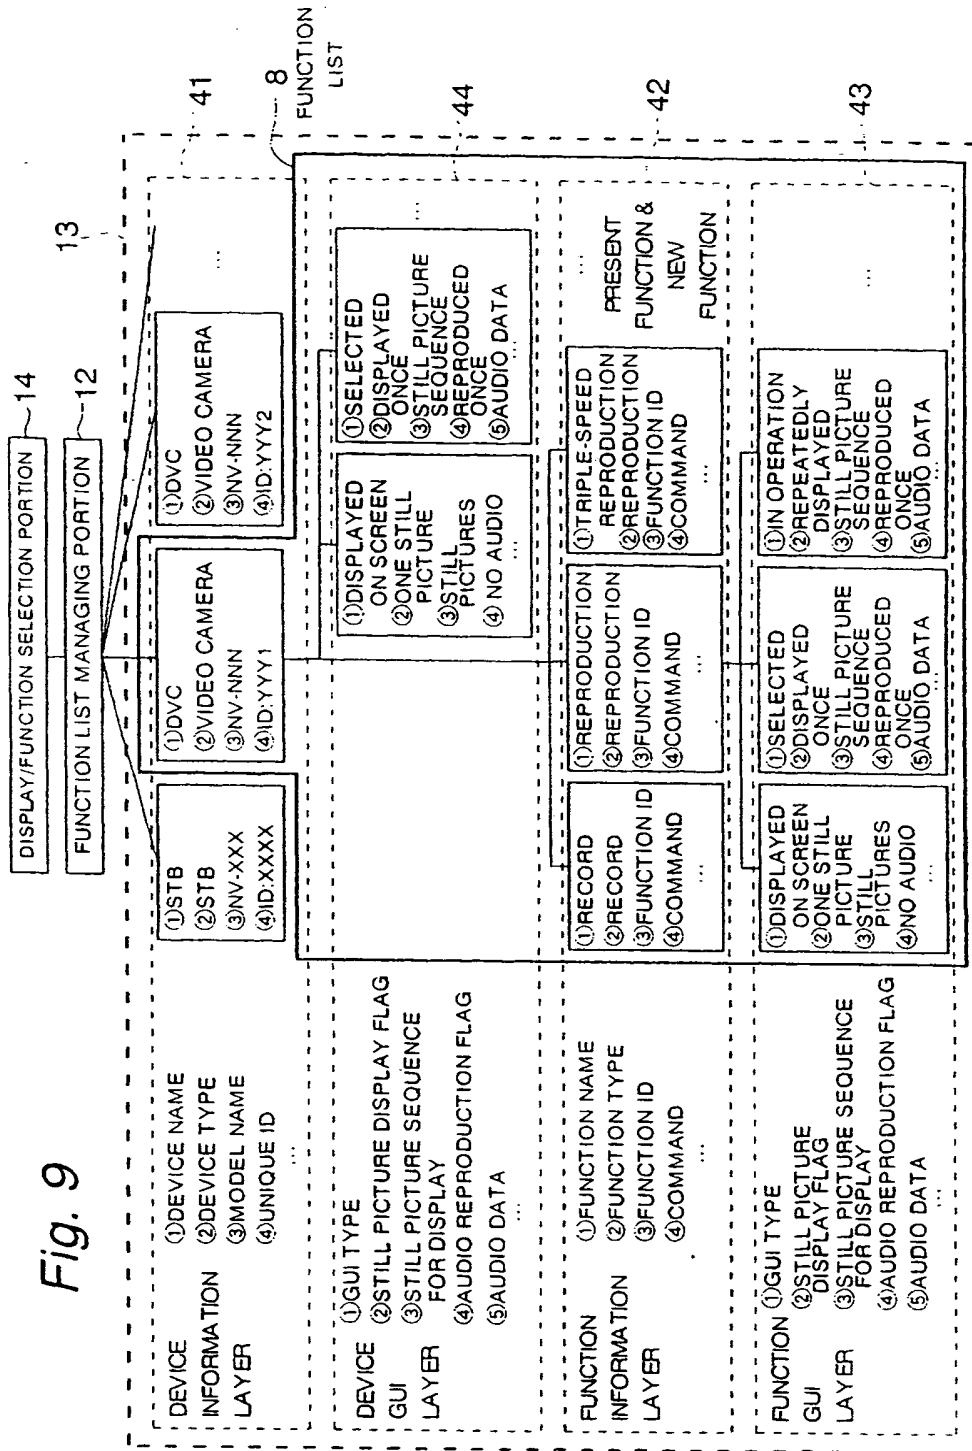 Fig. 9
DISPLAY/FUNCTION SELECTION PORTION
14
FUNCTION LIST MANAGING PORTION
12
13
41
8
FUNCTION
LIST
44
42
43
DEVICE
INFORMATION
LAYER
①DEVICE NAME
②DEVICE TYPE
③MODEL NAME
④UNIQUE ID
...
①STB
②STB
③NV-XXX
④ID:XXXX
①DVC
②VIDEO CAMERA
③NV-NNN
④ID:YYY1
①DVC
②VIDEO CAMERA
③NV-NNN
④ID:YYY2
...
DEVICE
GUI
LAYER
①GUI TYPE
②STILL PICTURE DISPLAY FLAG
③STILL PICTURE SEQUENCE
FOR DISPLAY
④AUDIO REPRODUCTION FLAG
⑤AUDIO DATA
...
①DISPLAYED
ON SCREEN
②ONE STILL
PICTURE
③STILL
PICTURES
④NO AUDIO
...
①SELECTED
②DISPLAYED
ONCE
③STILL PICTURE
SEQUENCE
④REPRODUCED
ONCE
⑤AUDIO DATA
...
...
FUNCTION
INFORMATION
LAYER
①FUNCTION NAME
②FUNCTION TYPE
③FUNCTION ID
④COMMAND
...
①RECORD
②RECORD
③FUNCTION ID
④COMMAND
...
①REPRODUCTION
②REPRODUCTION
③FUNCTION ID
④COMMAND
...
①TRIPLE-SPEED
REPRODUCTION
②REPRODUCTION
③FUNCTION ID
④COMMAND
...
...
PRESENT
FUNCTION &
NEW
FUNCTION
FUNCTION
GUI
LAYER
①GUI TYPE
②STILL PICTURE
DISPLAY FLAG
③STILL PICTURE SEQUENCE
FOR DISPLAY
④AUDIO REPRODUCTION FLAG
⑤AUDIO DATA
...
①DISPLAYED
ON SCREEN
②ONE STILL
PICTURE
③STILL
PICTURES
④NO AUDIO
...
①SELECTED
②DISPLAYED
ONCE
③STILL PICTURE
SEQUENCE
④REPRODUCED
ONCE
⑤AUDIO DATA
...
①IN OPERATION
②REPEATEDLY
DISPLAYED
③STILL PICTURE
SEQUENCE
④REPRODUCED
ONCE
⑤AUDIO DATA
...
...